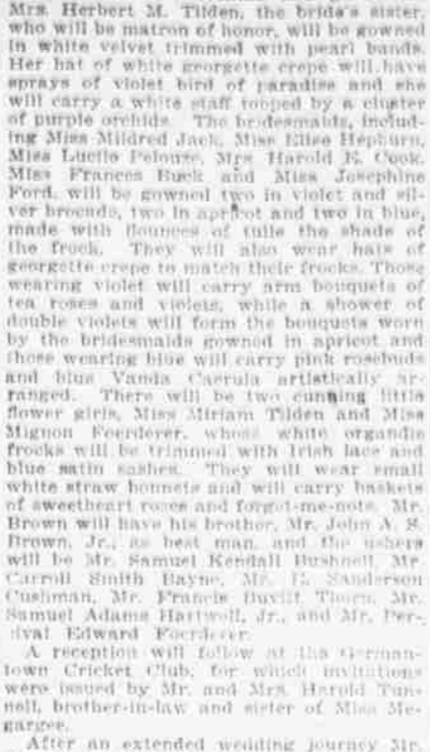 Mrs. Herbert M. Tilden, the bride's sister,
who will be matron of honor, will be gowned
in white velvet trimmed with pearl bands.
Her hat of white georgette crepe will have
sprays of violet bird of paradise and she
will carry a white staff topped by a cluster
of purple orchids. The bridesmaids, includ-
ing Miss Mildred Jack, Miss Elise Hepburn,
Miss Lucile Pelouze, Mrs Harold E. Cook,
Miss Frances Buck and Miss Josephine
Ford, will be gowned two in violet and sil-
ver brocade, two in apricot and two in blue,
made with flounces of tulle the shade of
the frock. They will also wear hats of
georgette crepe to match their frocks. Those
wearing violet will carry arm bouquets of
tea roses and violets, while a shower of
double violets will form the bouquets worn
by the bridesmaids gowned in apricot and
those wearing blue will carry pink rosebuds
and blue Vanda Caerula artistically ar-
ranged. There will be two cunning little
flower girls, Miss Miriam Tilden and Miss
Mignon Foerderer, whose white organdie
frocks will be trimmed with Irish lace and
blue satin sashes. They will wear small
white straw bonnets and will carry baskets
of sweetheart roses and forget-me-nots. Mr.
Brown will have his brother, Mr. John A. S.
Brown, Jr., as best man, and the ushers
will be Mr. Samuel Kendall Bushnell, Mr.
Carroll Smith Bayne, Mr. E. Sanderson
Cushman, Mr. Francis Thorn, Mr.
Samuel Adams Hartwell, Jr., and Mr. Per-
cival Edward Foerderer.
A reception will follow at the German-
town Cricket Club, for which invitations
were issued by Mr. and Mrs. Harold Tun-
nell, brother-in-law and sister of Miss Me-
gargee.
After an extended wedding journey Mr.